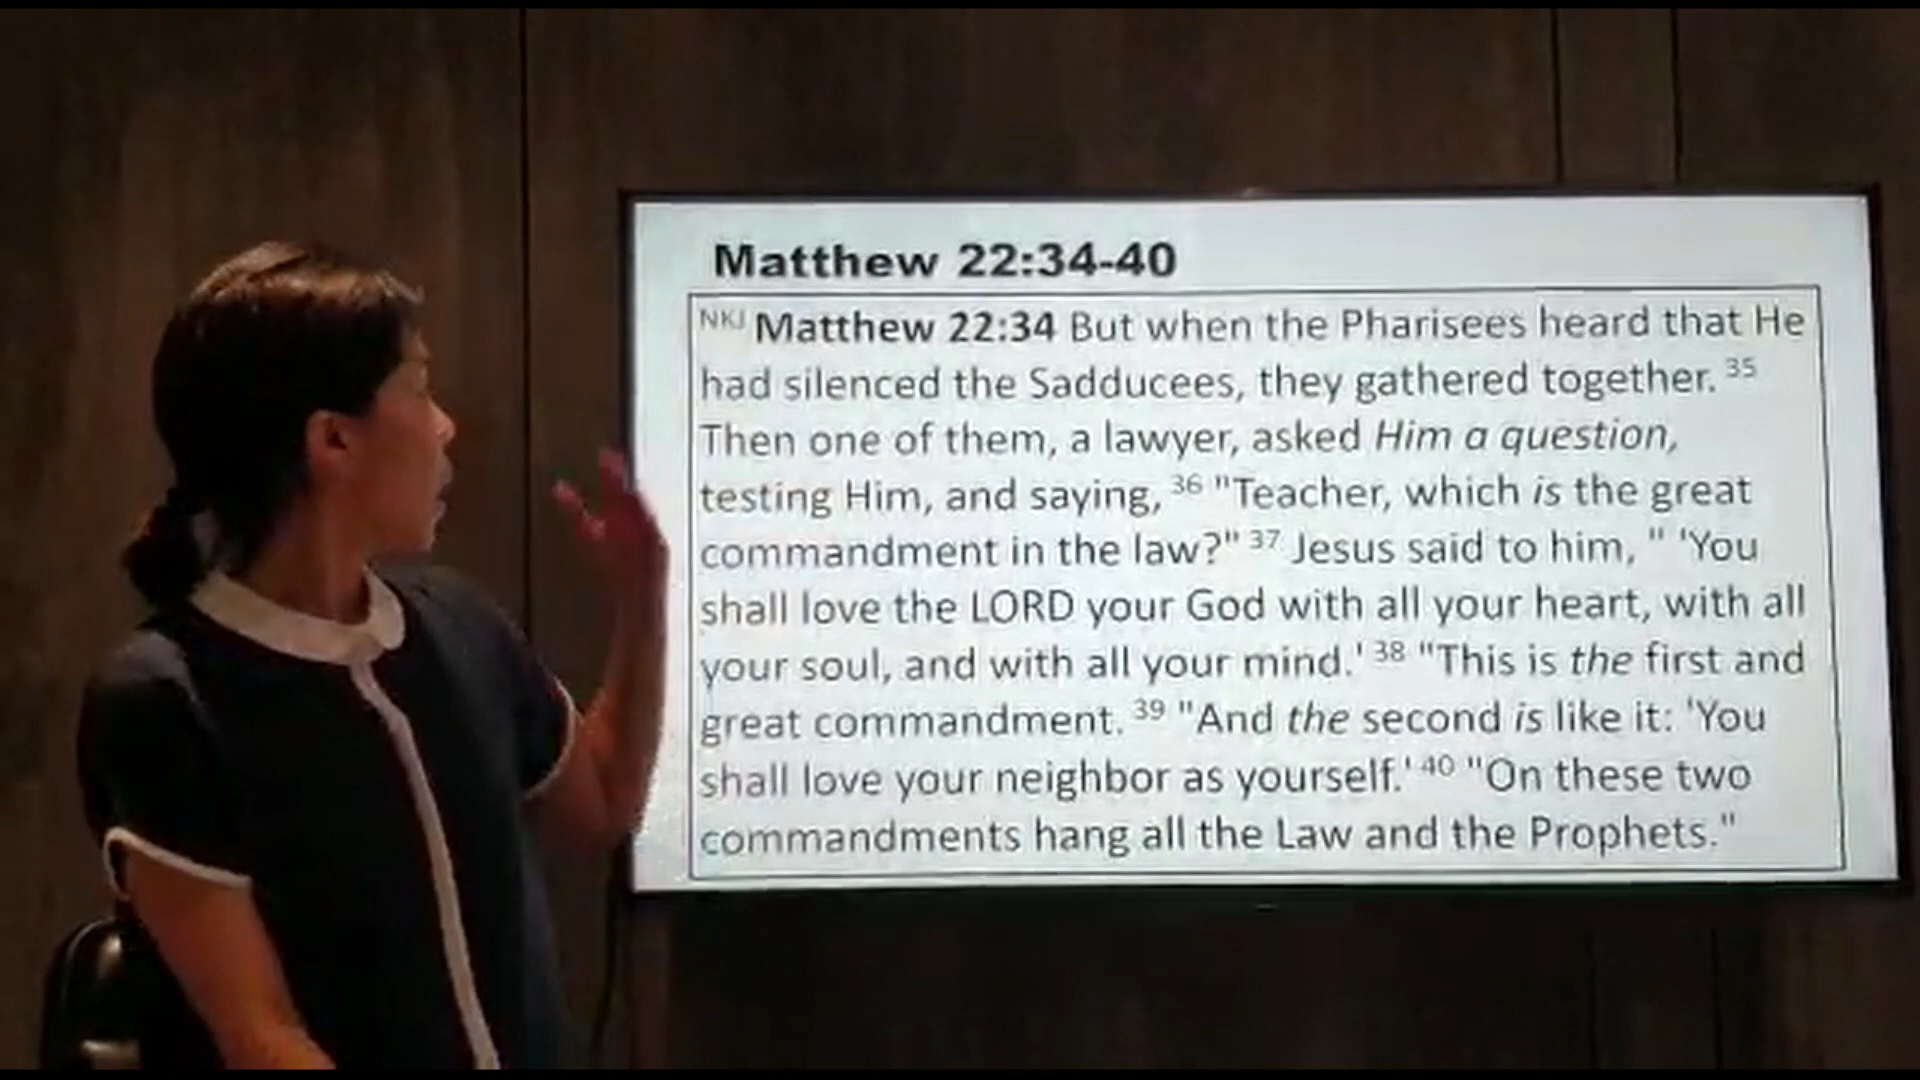 Matthew 22:34-40
NKJ Matthew 22:34 But when the Pharisees heard that He
had silenced the Sadducees, they gathered together. 35
Then one of them, a lawyer, asked Him a question,
testing Him, and saying, 36 "Teacher, which is the great
commandment in the law?" 37 Jesus said to him, " 'You
shall love the LORD your God with all your heart, with all
your soul, and with all your mind.' 38 "This is the first and
great commandment. 39 "And the second is like it: 'You
shall love your neighbor as yourself.' 40 "On these two
commandments hang all the Law and the Prophets."